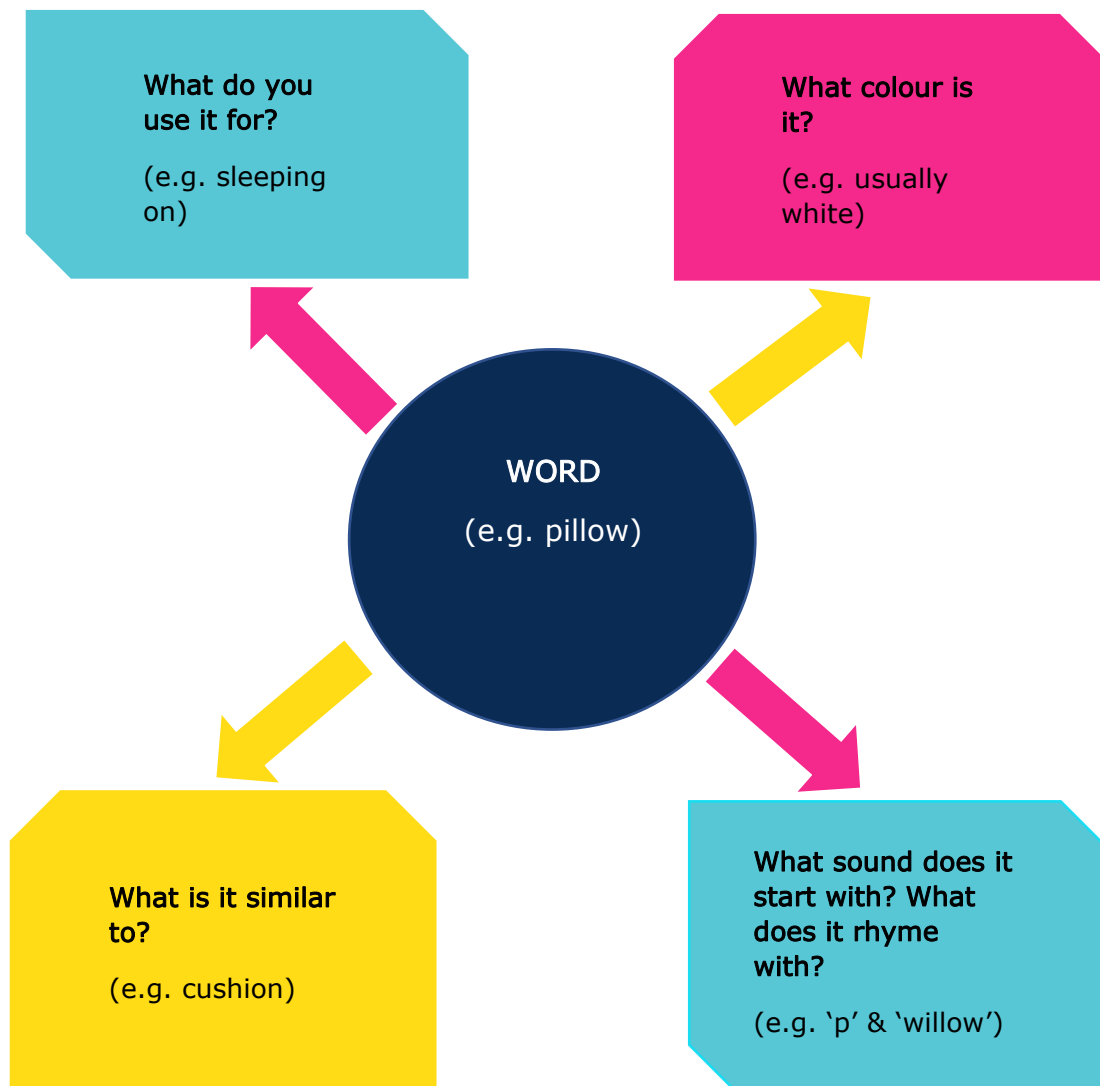 What do you
use it for?
(e.g. sleeping
on)
What colour is
it?
(e.g. usually
white)
WORD
(e.g. pillow)
What is it similar
to?
(e.g. cushion)
What sound does it
start with? What
does it rhyme
with?
(e.g. ‘p’ & ‘willow’)